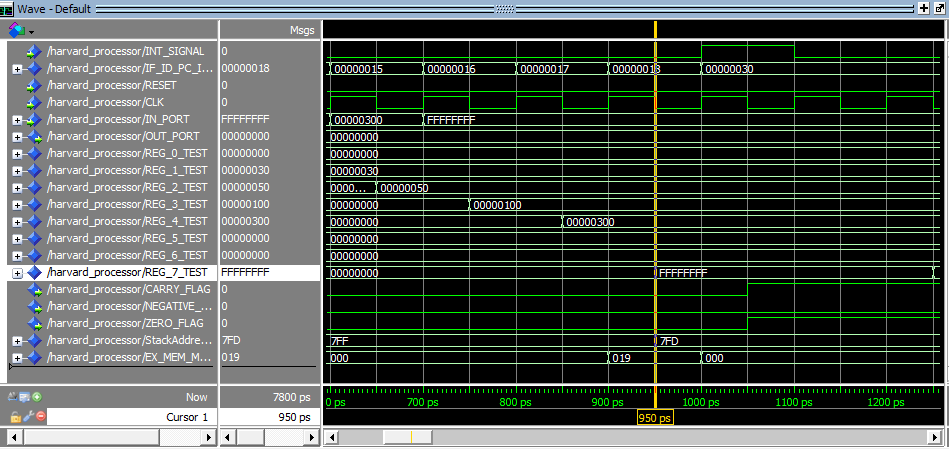 Wave - Default
Msgs
/harvard_processor/INT_SIGNAL 0
/harvard_processor/IF_ID_PC_I... 00000018 00000015 00000016 00000017 00000018 00000030
/harvard_processor/RESET 0
/harvard_processor/CLK 0
/harvard_processor/IN_PORT FFFFFFFF 00000300 FFFFFFFF
/harvard_processor/OUT_PORT 00000000 00000000
/harvard_processor/REG_0_TEST 00000000 00000000
/harvard_processor/REG_1_TEST 00000030 00000030
/harvard_processor/REG_2_TEST 00000050 0000... 00000050
/harvard_processor/REG_3_TEST 00000100 00000000 00000100
/harvard_processor/REG_4_TEST 00000300 00000000 00000300
/harvard_processor/REG_5_TEST 00000000 00000000
/harvard_processor/REG_6_TEST 00000000 00000000
/harvard_processor/REG_7_TEST FFFFFFFF 00000000 FFFFFFFF
/harvard_processor/CARRY_FLAG 0
/harvard_processor/NEGATIVE_... 0
/harvard_processor/ZERO_FLAG 0
/harvard_processor/StackAddre... 7FD 7FF 7FD
/harvard_processor/EX_MEM_M... 019 000 019 000
Now 7800 ps 0 ps 700 ps 800 ps 900 ps 1000 ps 1100 ps 1200 ps
Cursor 1 950 ps 950 ps